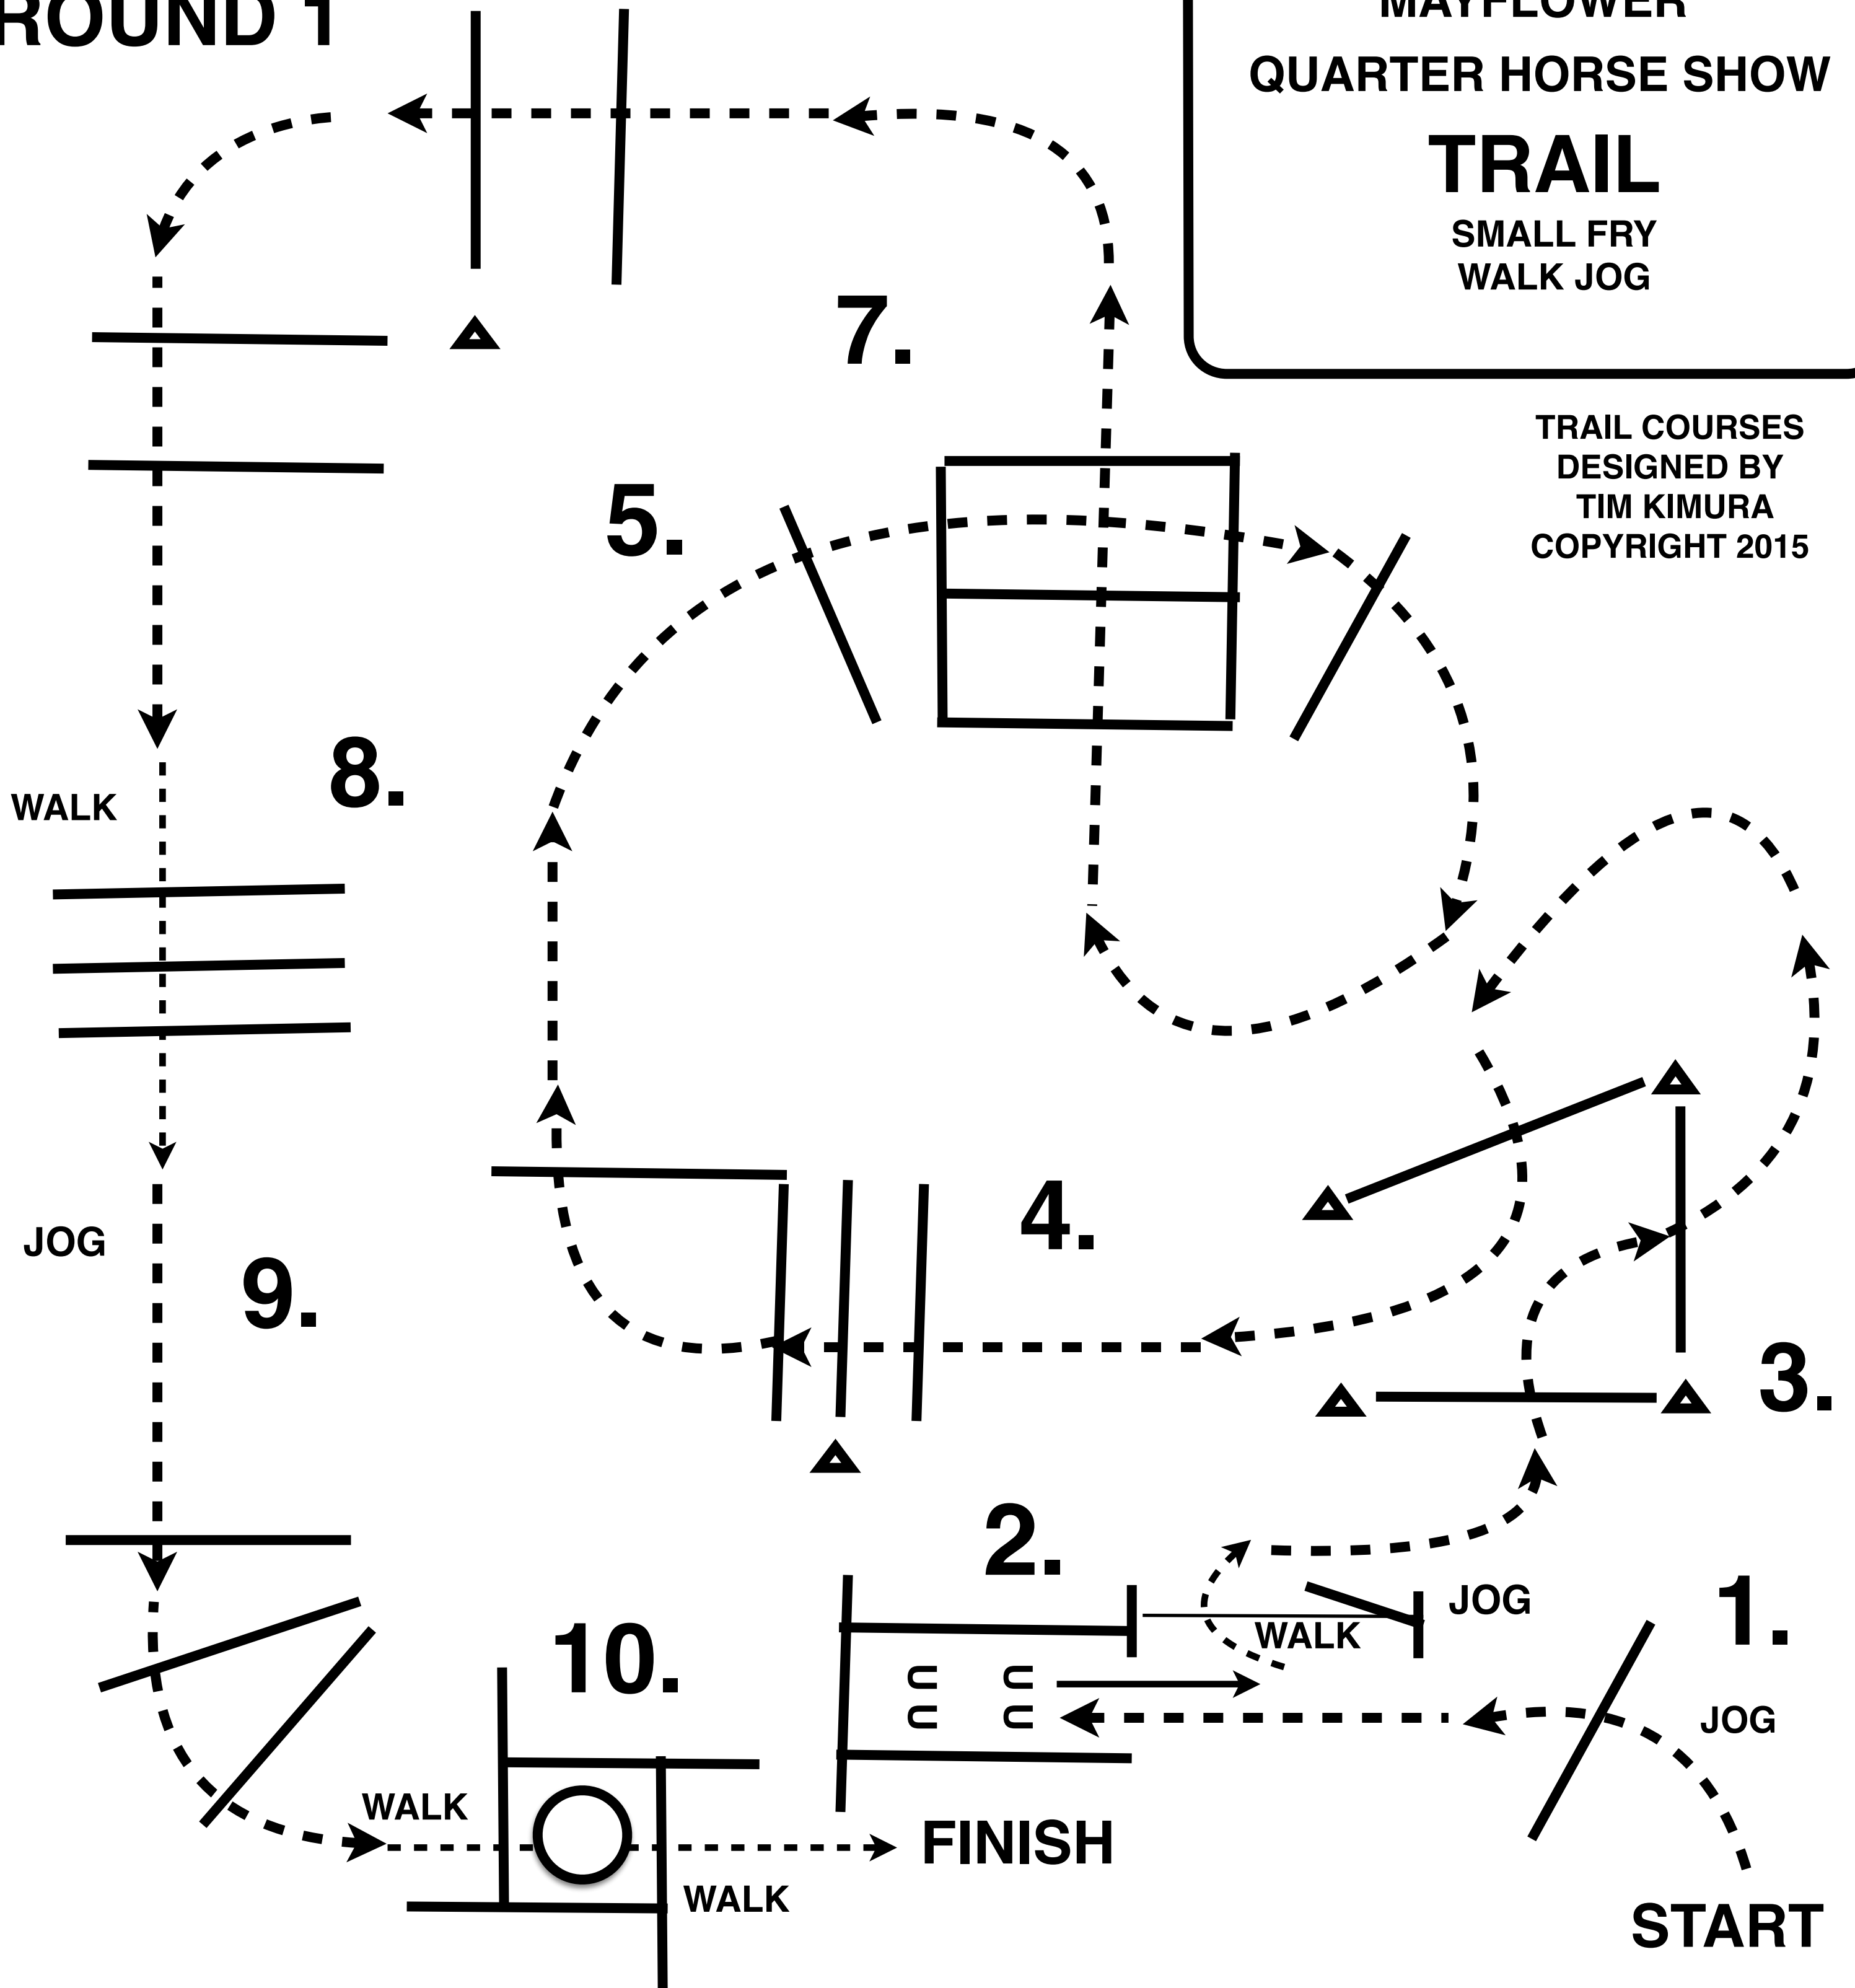 ROUND 1
MAYFLOWER
QUARTER HORSE SHOW
TRAIL
SMALL FRY
WALK JOG
TRAIL COURSES
DESIGNED BY
TIM KIMURA
COPYRIGHT 2015
7.
5.
8.
WALK
4.
JOG
9.
3.
2.
1.
JOG
WALK
10.
JOG
WALK
FINISH
WALK
START